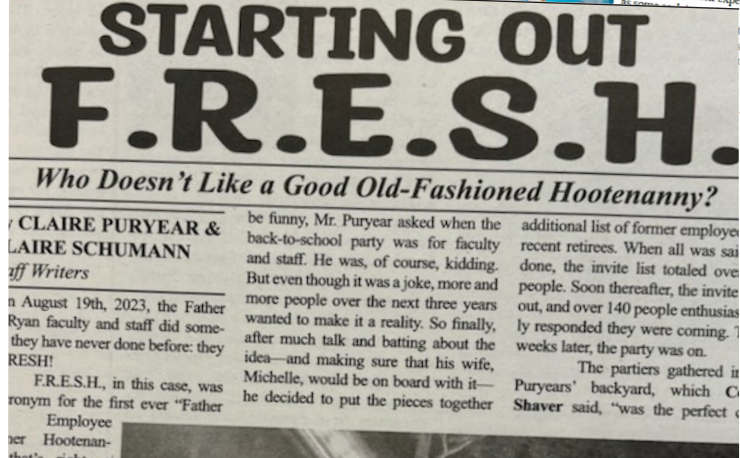 STARTING OUT
F.R.E.S.H.
Who Doesn't Like a Good Old-Fashioned Hootenanny?
CLAIRE PURYEAR &
LAIRE SCHUMANN
aff Writers
n August 19th, 2023, the Father
Ryan faculty and staff did some-
they have never done before: they
RESH!
F.R.E.S.H., in this case, was
ronym for the first ever "Father
Employee
ner Hootenan-
be funny, Mr. Puryear asked when the
back-to-school party was for faculty
and staff. He was, of course, kidding.
But even though it was a joke, more and
more people over the next three years
wanted to make it a reality. So finally,
after much talk and batting about the
idea—and making sure that his wife,
Michelle, would be on board with it—
he decided to put the pieces together
additional list of former employee
recent retirees. When all was sai
done, the invite list totaled ove
people. Soon thereafter, the invite
out, and over 140 people enthusias
ly responded they were coming.
weeks later, the party was on.
The partiers gathered in
Puryears' backyard, which C
Shaver said, "was the perfect